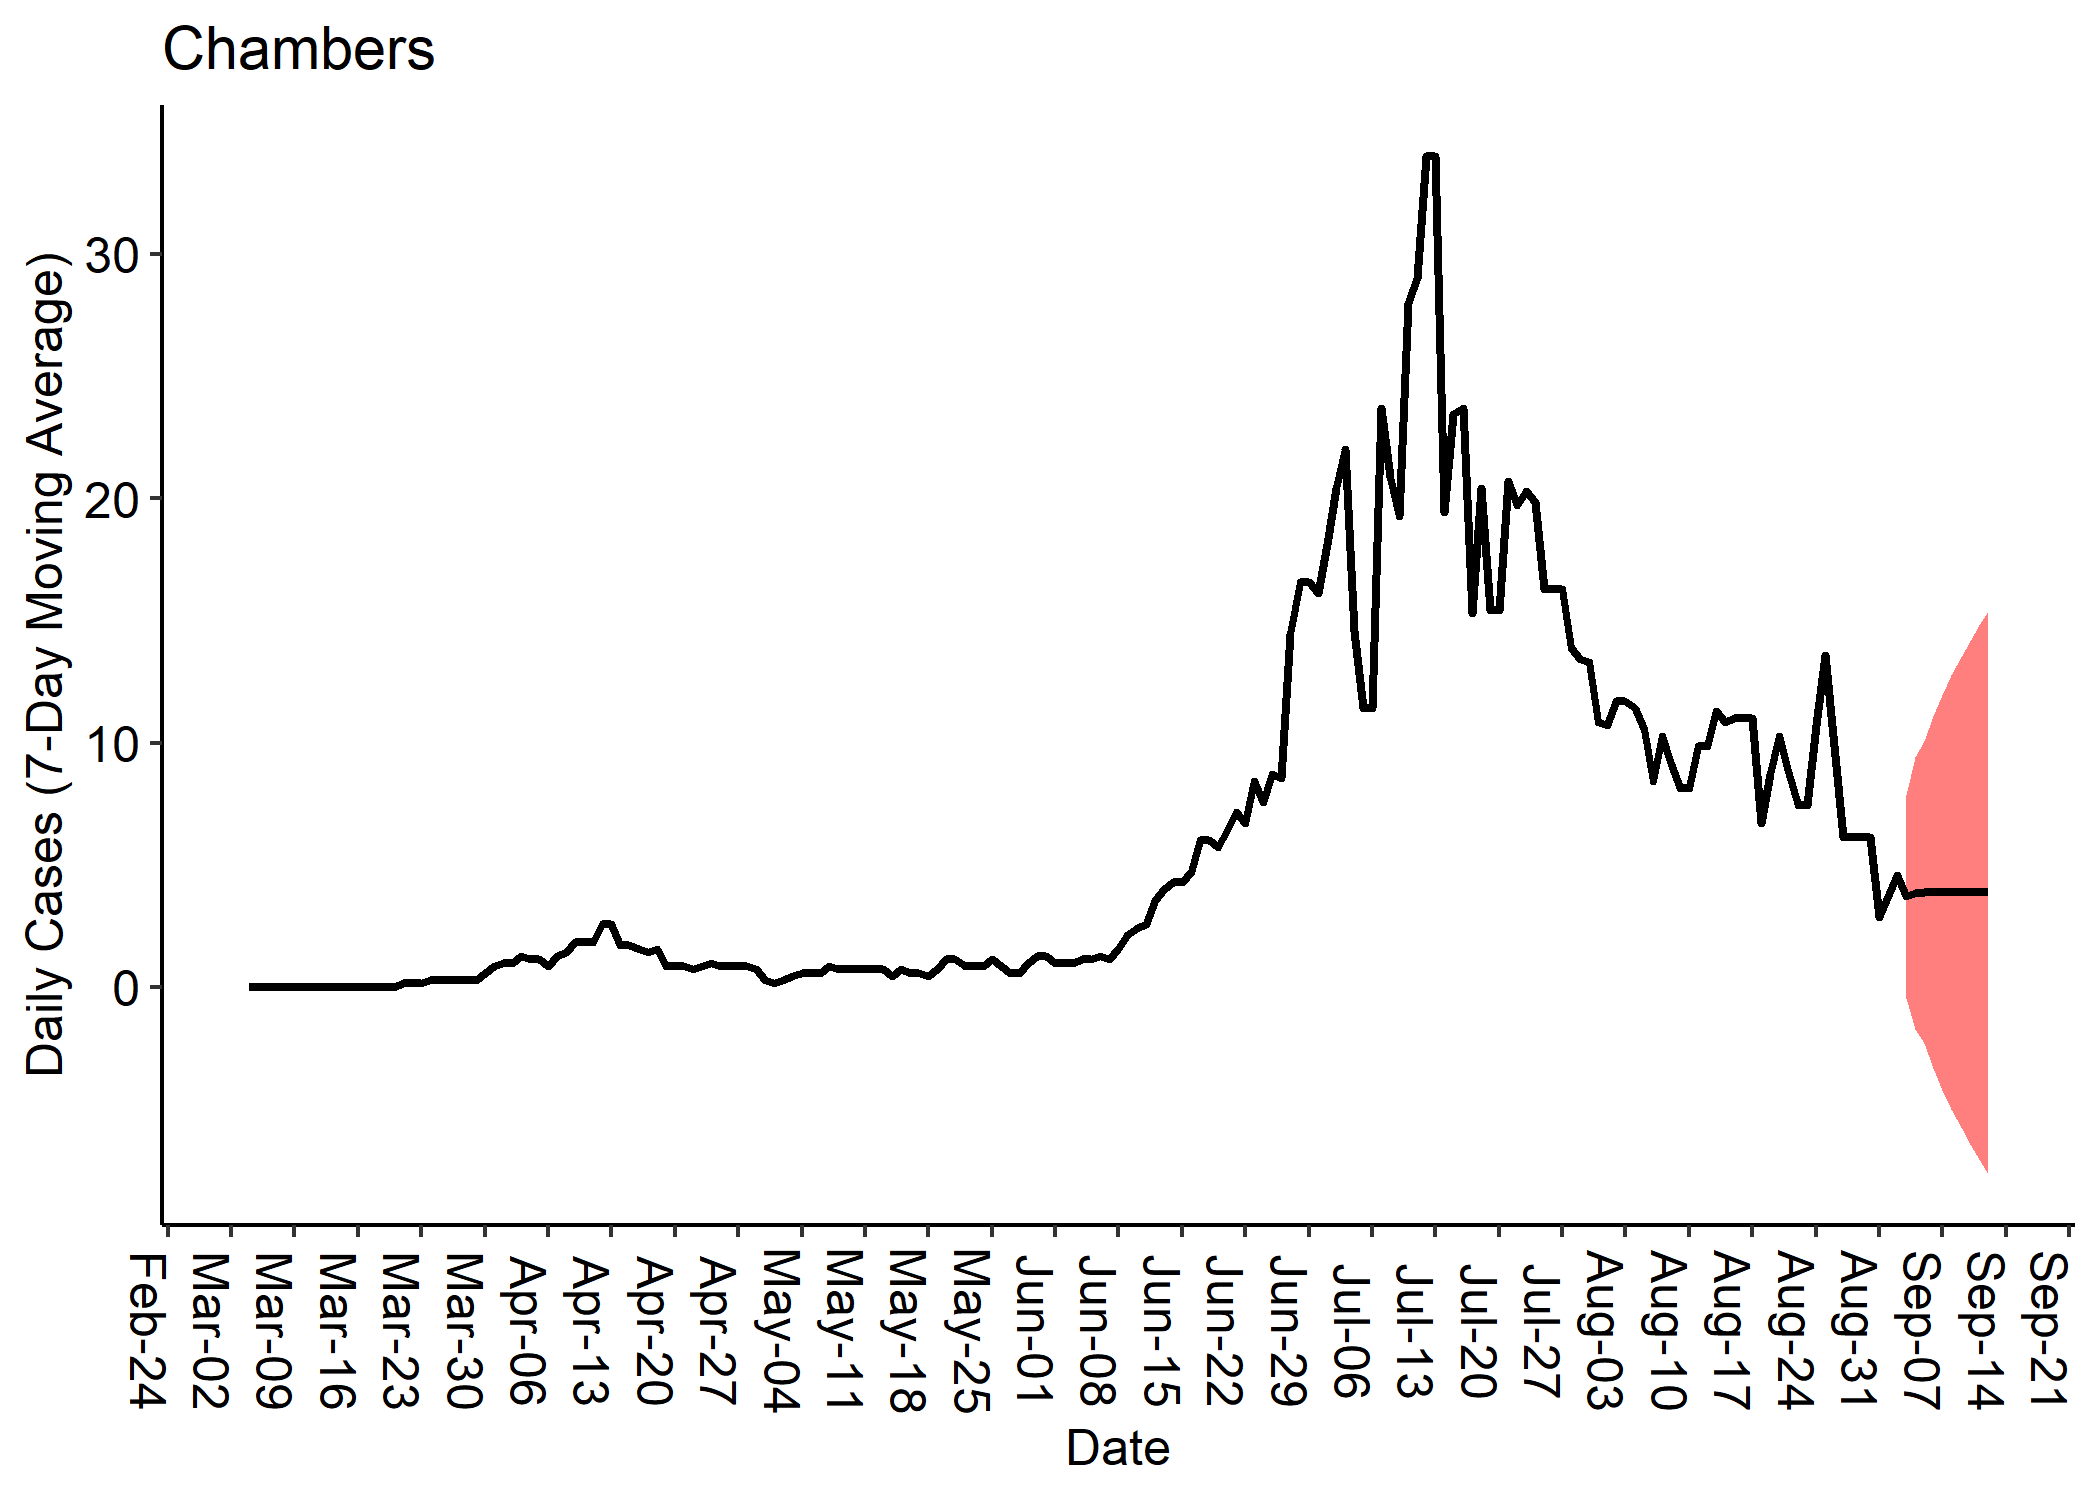 Chambers
Daily Cases (7-Day Moving Average)
30
20
10
0
Feb-24
Mar-02
Mar-09
Mar-16
Mar-23
Mar-30
Apr-06
Apr-13
Apr-20
Apr-27
May-04
May-11
May-18
May-25
Jun-01
Jun-08
Jun-15
Jun-22
Jun-29
Jul-06
Jul-13
Jul-20
Jul-27
Aug-03
Aug-10
Aug-17
Aug-24
Aug-31
Sep-07
Sep-14
Sep-21
Date